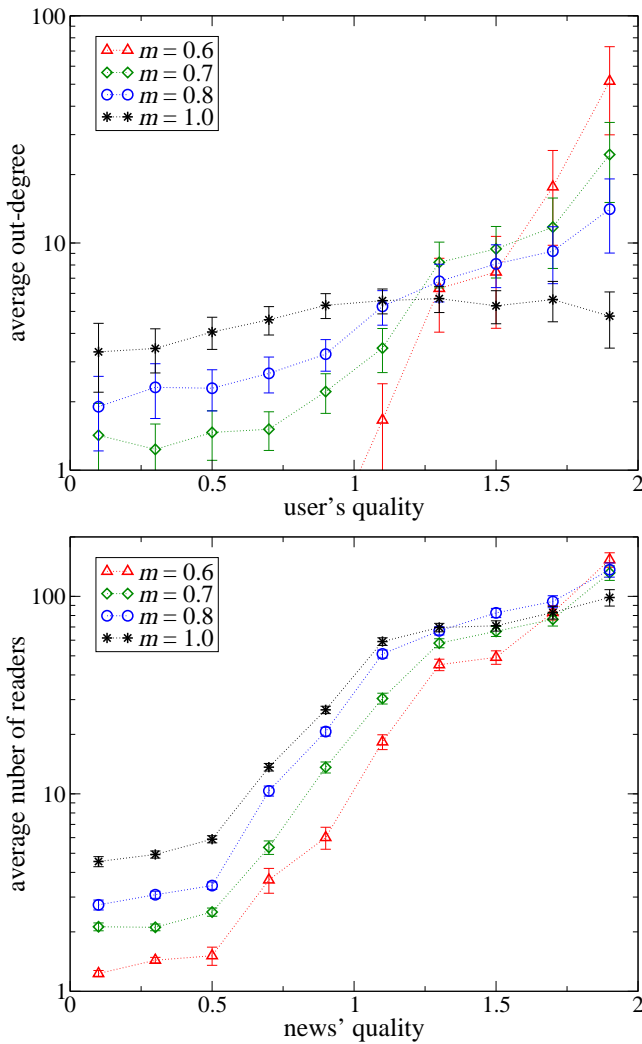 100
m = 0.6
m = 0.7
m = 0.8
m = 1.0
average out-degree
10
1
0 0.5 1 1.5 2
user's quality
m = 0.6
m = 0.7
m = 0.8
m = 1.0
100
average nuber of readers
10
1
0 0.5 1 1.5 2
news' quality